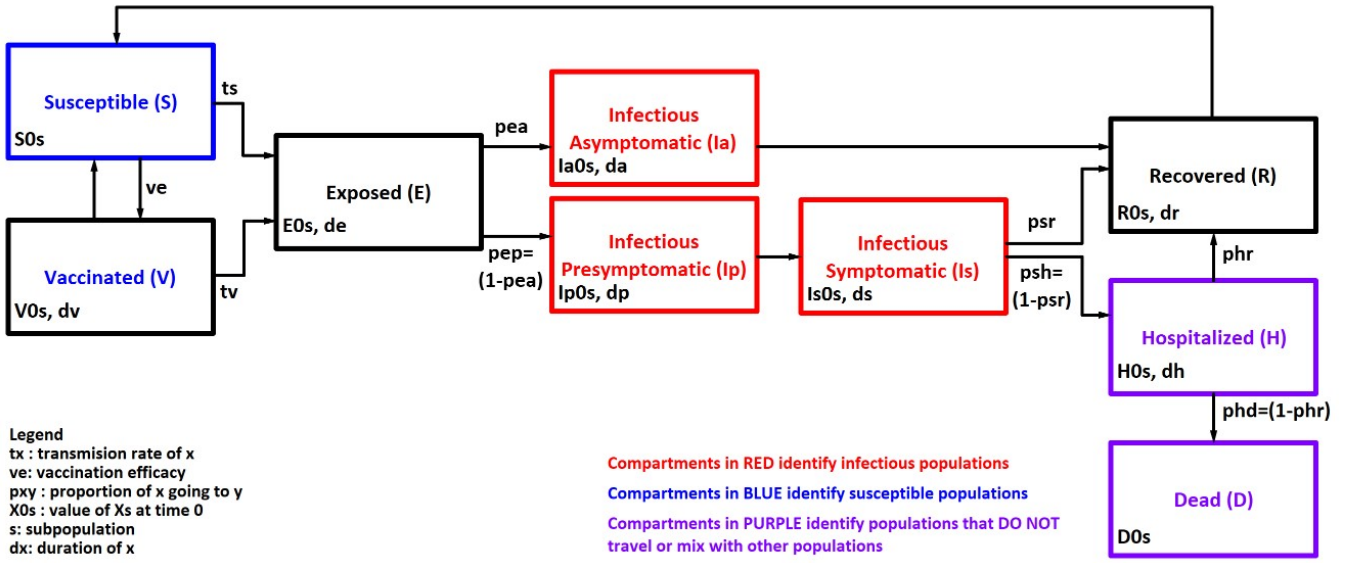 Susceptible (S)
S0s
ts
ve
Vaccinated (V)
V0s, dv
tv
Exposed (E)
E0s, de
pea
pep=
(1-pea)
Infectious
Asymptomatic (Ia)
Ia0s, da
Infectious
Presymptomatic (Ip)
Ip0s, dp
Infectious
Symptomatic (Is)
Is0s, ds
psr
psh=
(1-psr)
Recovered (R)
R0s, dr
phr
Hospitalized (H)
H0s, dh
phd=(1-phr)
Dead (D)
D0s
Legend
tx : transmision rate of x
ve: vaccination efficacy
pxy : proportion of x going to y
X0s : value of Xs at time 0
s: subpopulation
dx: duration of x
Compartments in RED identify infectious populations
Compartments in BLUE identify susceptible populations
Compartments in PURPLE identify populations that DO NOT
travel or mix with other populations